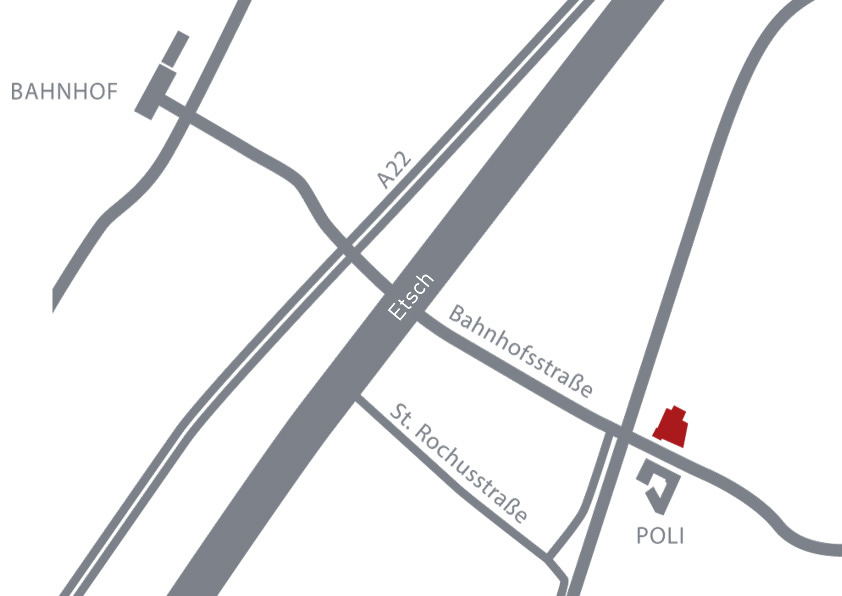 BAHNHOF
A22
Etsch
Bahnhofsstraße
St. Rochusstraße
POLI